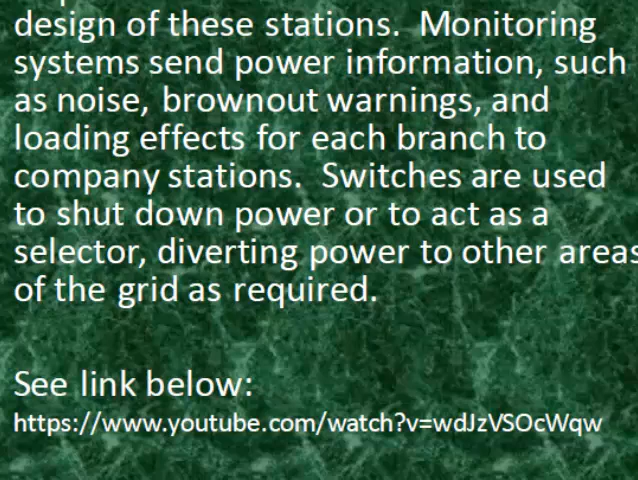 design of these stations.  Monitoring
systems send power information, such
as noise, brownout warnings, and
loading effects for each branch to
company stations.  Switches are used
to shut down power or to act as a
selector, diverting power to other areas
of the grid as required.
See link below:
https://www.youtube.com/watch?v=wdJzVSOcWqw